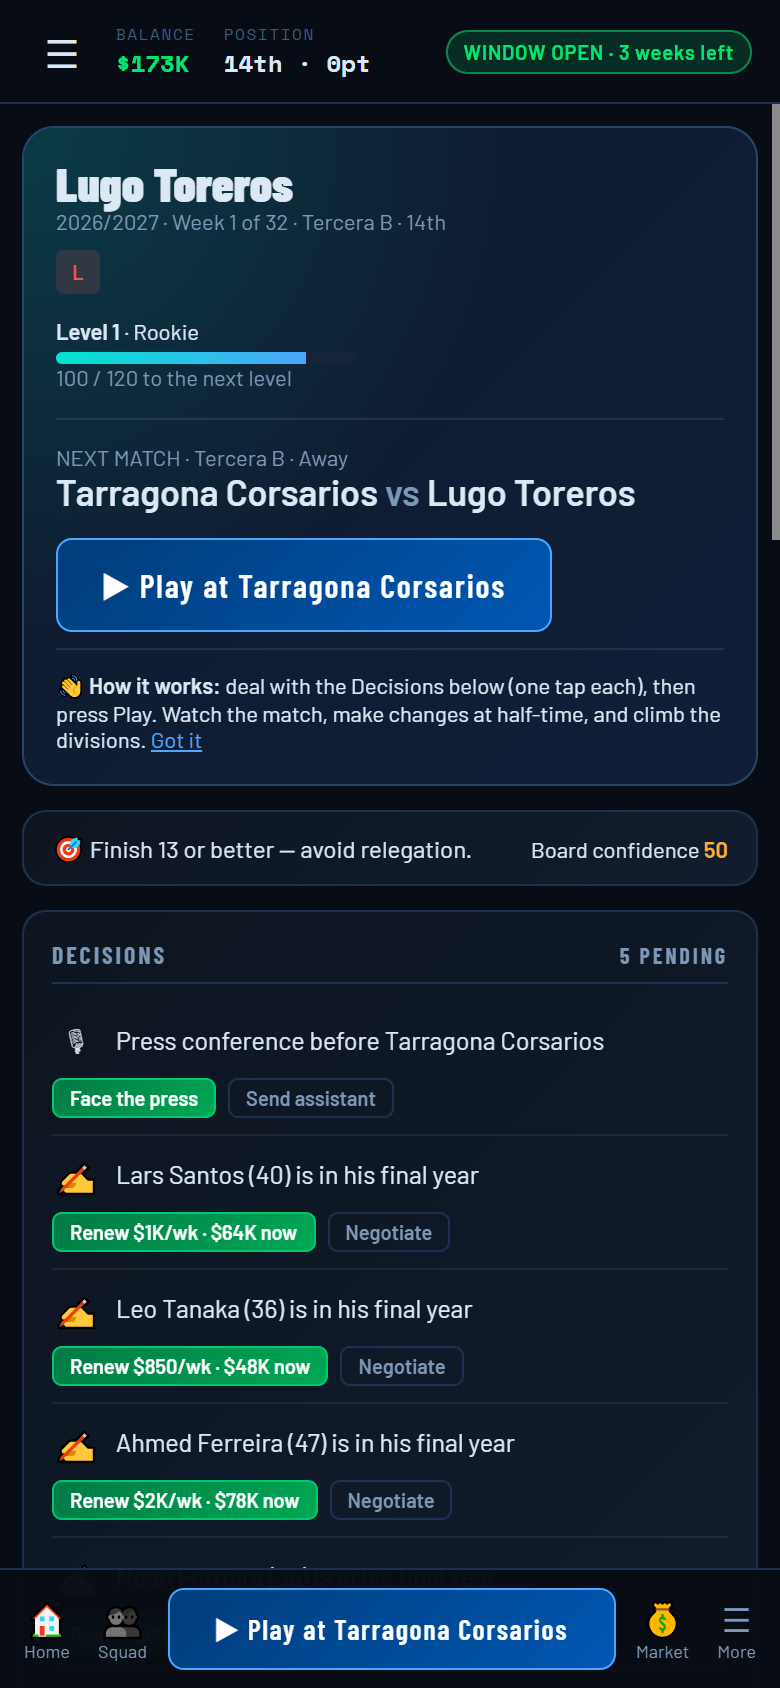 BALANCE
POSITION
$173K
14th · 0pt
WINDOW OPEN · 3 weeks left
Lugo Toreros
2026/2027 · Week 1 of 32 · Tercera B · 14th
L
Level 1 · Rookie
100 / 120 to the next level
NEXT MATCH · Tercera B · Away
Tarragona Corsarios vs Lugo Toreros
▶ Play at Tarragona Corsarios
How it works: deal with the Decisions below (one tap each), then
press Play. Watch the match, make changes at half-time, and climb the
divisions. Got it
Finish 13 or better — avoid relegation.
Board confidence 50
DECISIONS
5 PENDING
Press conference before Tarragona Corsarios
Face the press
Send assistant
Lars Santos (40) is in his final year
Renew $1K/wk · $64K now
Negotiate
Leo Tanaka (36) is in his final year
Renew $850/wk · $48K now
Negotiate
Ahmed Ferreira (47) is in his final year
Renew $2K/wk · $78K now
Negotiate
Noah Ferreira is in his final year
Home
Squad
▶ Play at Tarragona Corsarios
Market
More